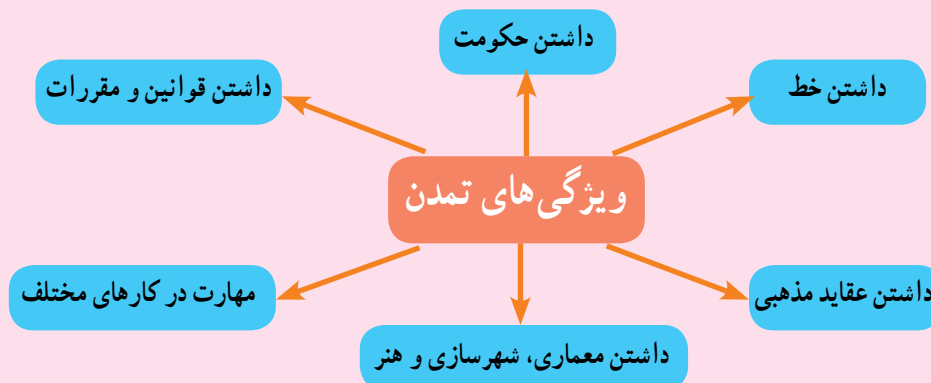 داشتن حکومت
داشتن خط
داشتن قوانین و مقررات
ویژگی‌های تمدن
داشتن عقاید مذهبی
مهارت در کارهای مختلف
داشتن معماری، شهرسازی و هنر